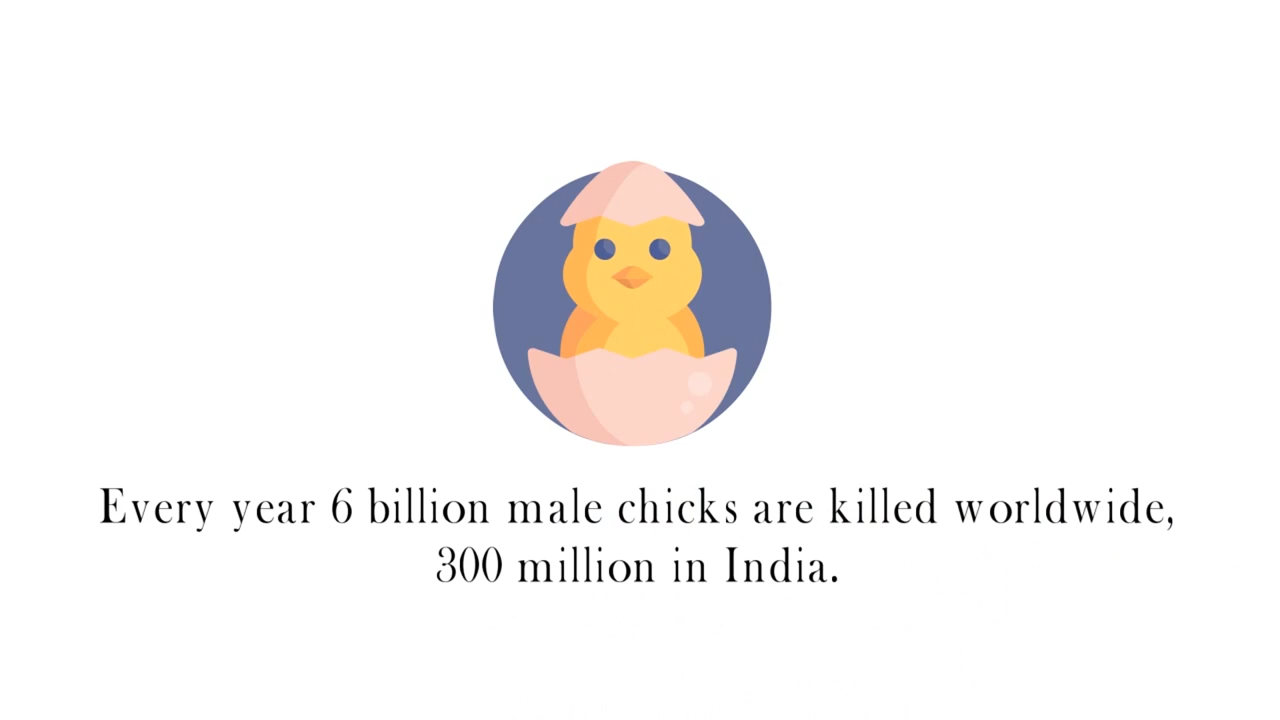 Every year 6 billion male chicks are killed worldwide,
300 million in India.